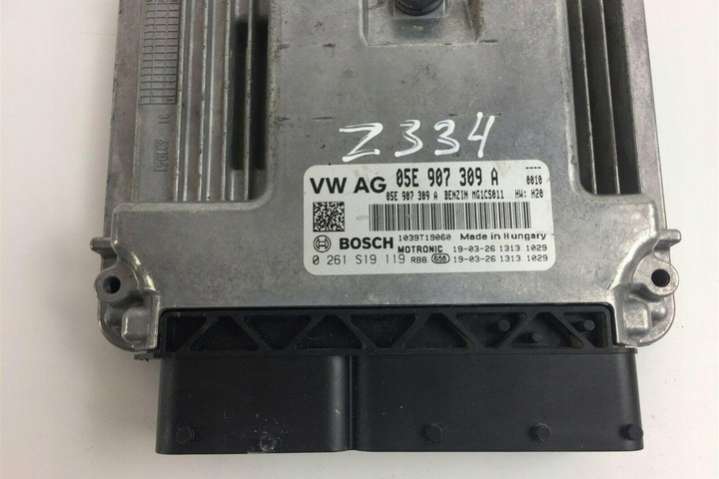 Z334
VW AG 05E 907 309 A 0010
05E 907 309 A BENZIN MG1CS011 HW: H20
BOSCH 1039T19060 Made in Hungary
MOTRONIC 19-03-26 1313 1029
0 261 S19 119 RBB 19-03-26 1313 1029